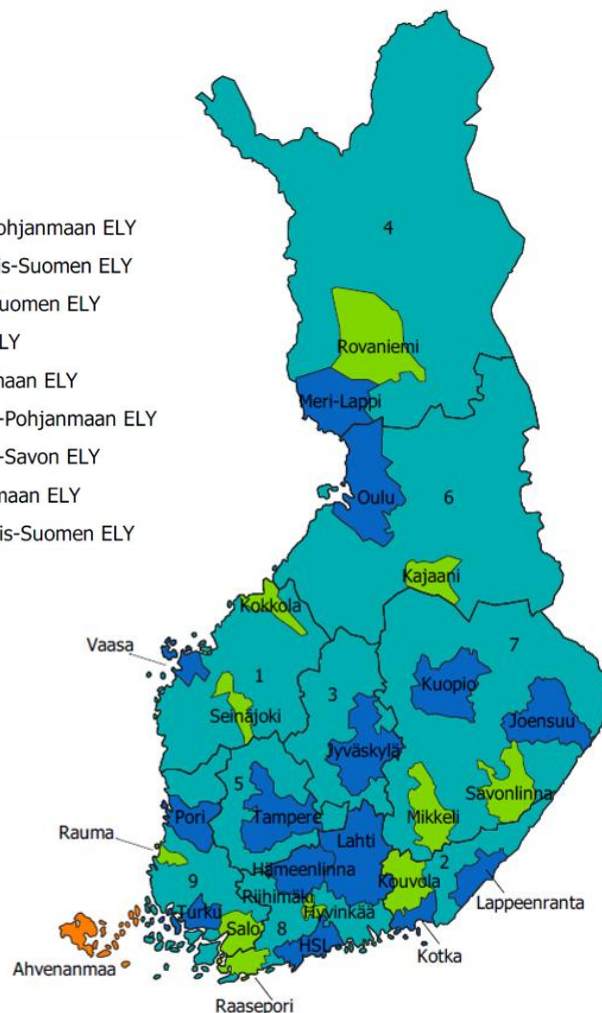 4
ohjanmaan ELY
is-Suomen ELY
uomen ELY
LY
maan ELY
-Pohjanmaan ELY
-Savon ELY
maan ELY
is-Suomen ELY
Rovaniemi
Meri-Lappi
Oulu
6
Kajaani
Kokkola
Vaasa
7
1
Kuopio
3
Seinäjoki
Joensuu
Jyväskylä
5
Savonlinna
Pori
Tampere
Mikkeli
Rauma
Lahti
2
Hämeenlinna
9
Kouvola
Riihimäki
Lappeenranta
Turku
Hyvinkää
Salo
8
HSL
Kotka
Ahvenanmaa
Raasepori